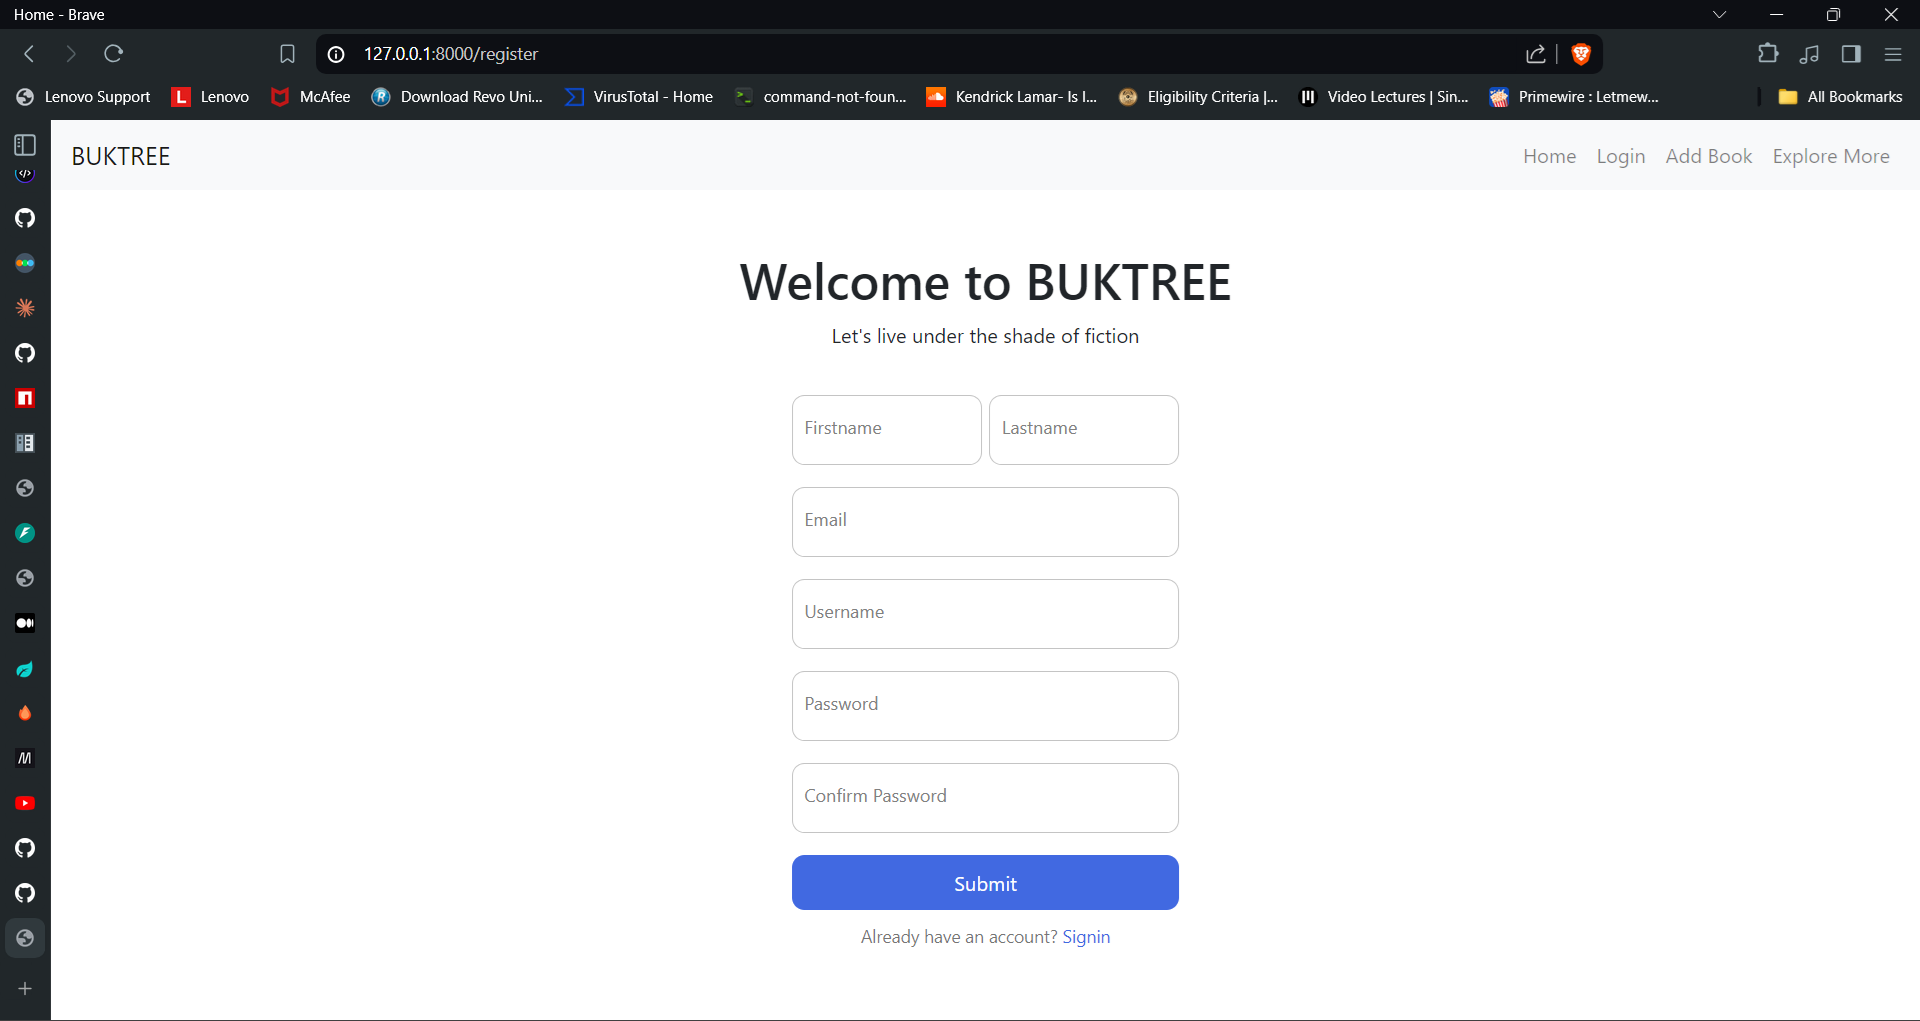 Home - Brave
127.0.0.1:8000/register
Lenovo Support L Lenovo McAfee R Download Revo Uni... VirusTotal - Home command-not-foun... Kendrick Lamar- Is I... Eligibility Criteria |... Video Lectures | Sin... Primewire : Letmew... All Bookmarks
BUKTREE Home Login Add Book Explore More
Welcome to BUKTREE
Let's live under the shade of fiction
Firstname Lastname
Email
Username
Password
Confirm Password
Submit
Already have an account? Signin